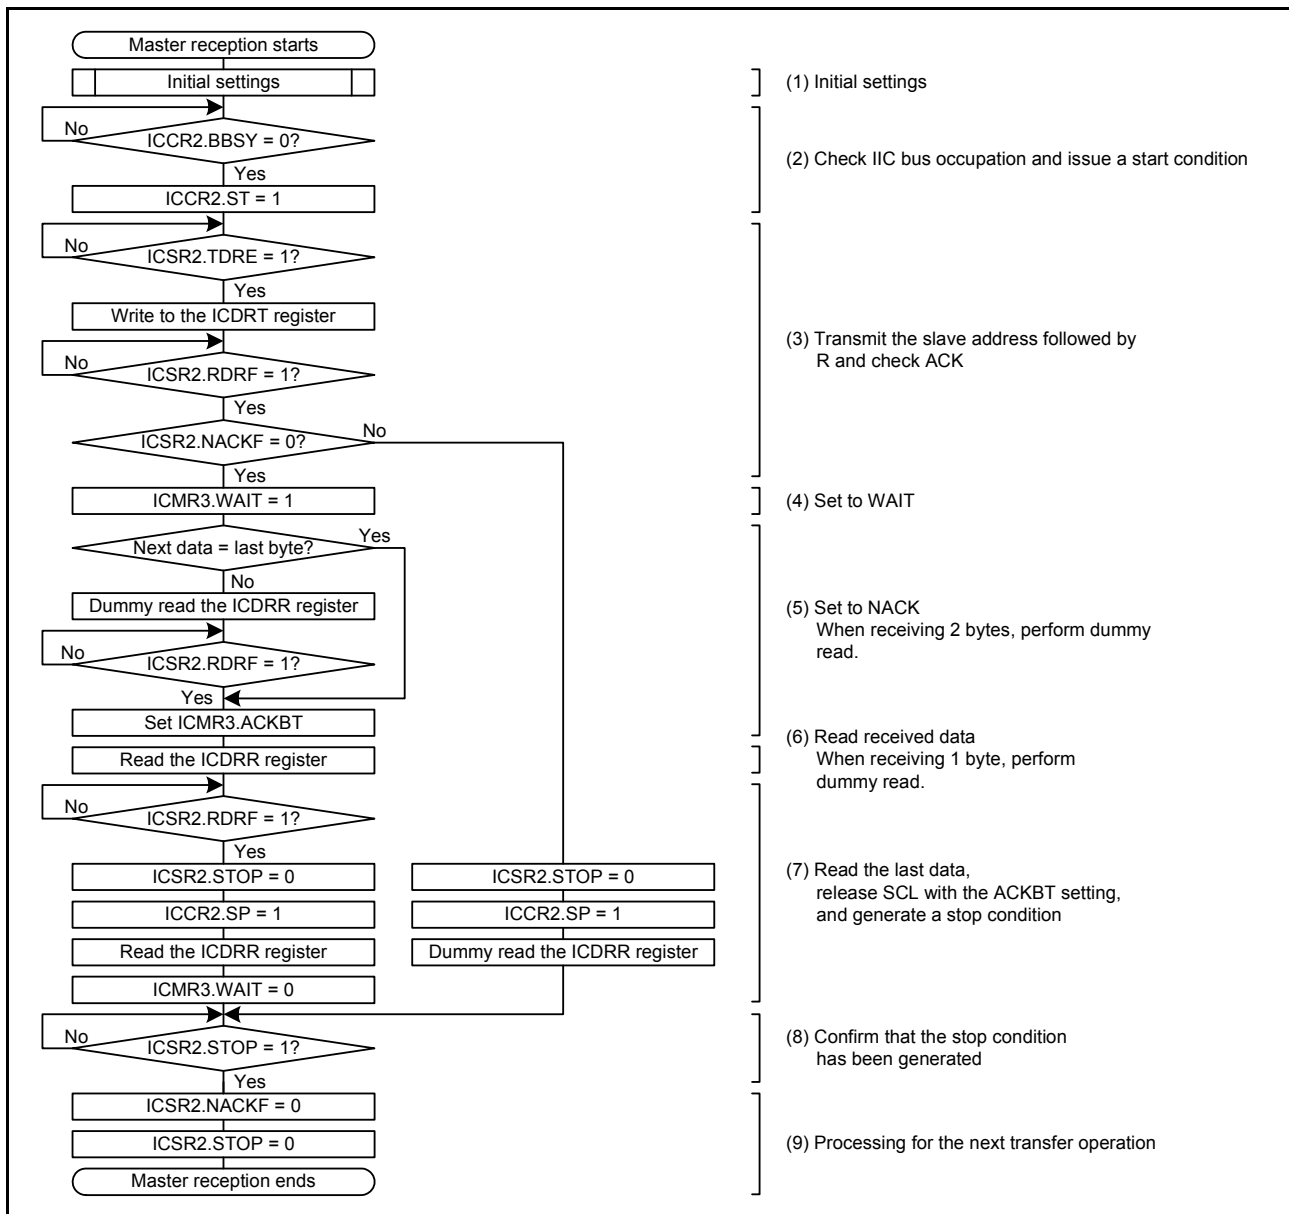 Master reception starts
Initial settings
(1) Initial settings
No
ICCR2.BBSY = 0?
Yes
(2) Check IIC bus occupation and issue a start condition
ICCR2.ST = 1
No
ICSR2.TDRE = 1?
Yes
Write to the ICDRT register
(3) Transmit the slave address followed by
R and check ACK
No
ICSR2.RDRF = 1?
Yes
ICSR2.NACKF = 0?
No
Yes
ICMR3.WAIT = 1
(4) Set to WAIT
Next data = last byte?
Yes
No
Dummy read the ICDRR register
(5) Set to NACK
When receiving 2 bytes, perform dummy
read.
No
ICSR2.RDRF = 1?
Yes
Set ICMR3.ACKBT
(6) Read received data
When receiving 1 byte, perform
dummy read.
Read the ICDRR register
No
ICSR2.RDRF = 1?
Yes
ICSR2.STOP = 0
ICCR2.SP = 1
Read the ICDRR register
ICMR3.WAIT = 0
ICSR2.STOP = 0
ICCR2.SP = 1
Dummy read the ICDRR register
(7) Read the last data,
release SCL with the ACKBT setting,
and generate a stop condition
No
ICSR2.STOP = 1?
Yes
(8) Confirm that the stop condition
has been generated
ICSR2.NACKF = 0
ICSR2.STOP = 0
(9) Processing for the next transfer operation
Master reception ends